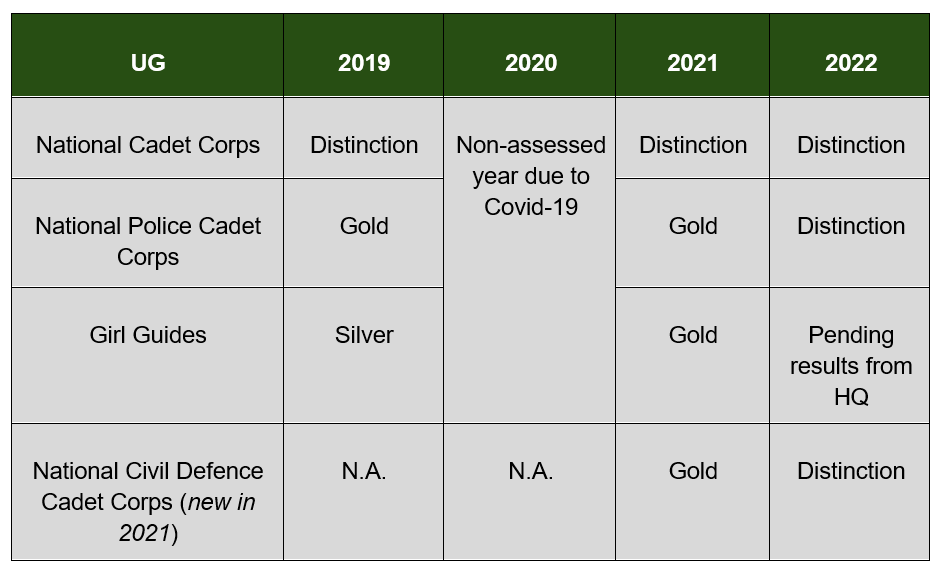 UG 2019 2020 2021 2022
National Cadet Corps Distinction Non-assessed Distinction Distinction
year due to
Covid-19
National Police Cadet Gold Gold Distinction
Corps
Girl Guides Silver Gold Pending
results from
HQ
National Civil Defence N.A. N.A. Gold Distinction
Cadet Corps (new in
2021)